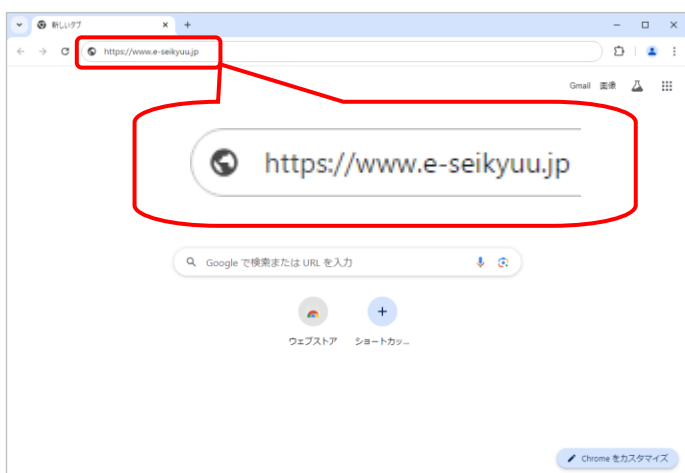 新しいタブ
https://www.e-seikyuu.jp
Gmail 画像
https://www.e-seikyuu.jp
Google で検索または URL を入力
ウェブストア ショートカッ...
Chrome をカスタマイズ